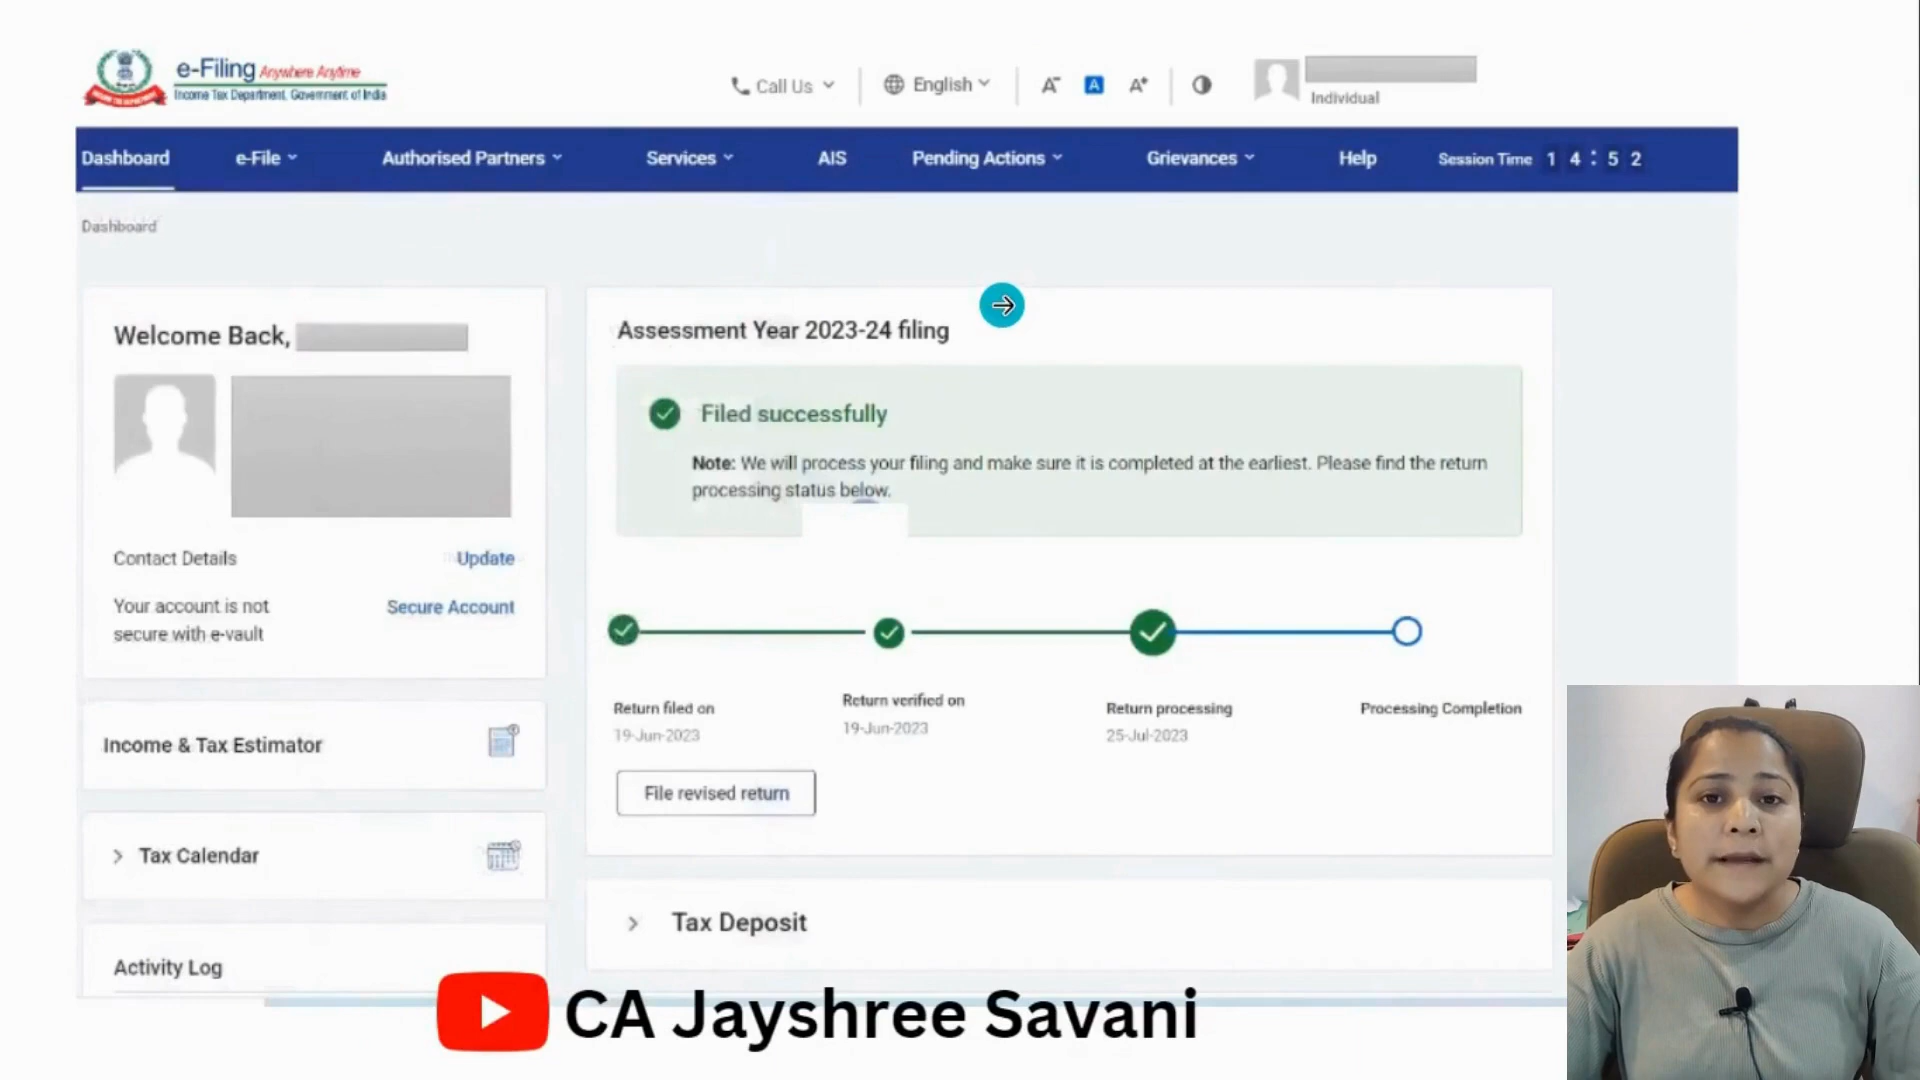 e-Filing Anywhere Anytime
Income Tax Department, Government of India
Call Us
English
A-
A
A+
Individual
Dashboard
e-File
Authorised Partners
Services
AIS
Pending Actions
Grievances
Help
Session Time 1 4 : 5 2
Dashboard
Welcome Back,
Contact Details
Update
Your account is not
secure with e-vault
Secure Account
Income & Tax Estimator
Tax Calendar
Activity Log
Assessment Year 2023-24 filing
Filed successfully
Note: We will process your filing and make sure it is completed at the earliest. Please find the return
processing status below.
Return filed on
19-Jun-2023
Return verified on
19-Jun-2023
Return processing
25-Jul-2023
Processing Completion
File revised return
Tax Deposit
CA Jayshree Savani